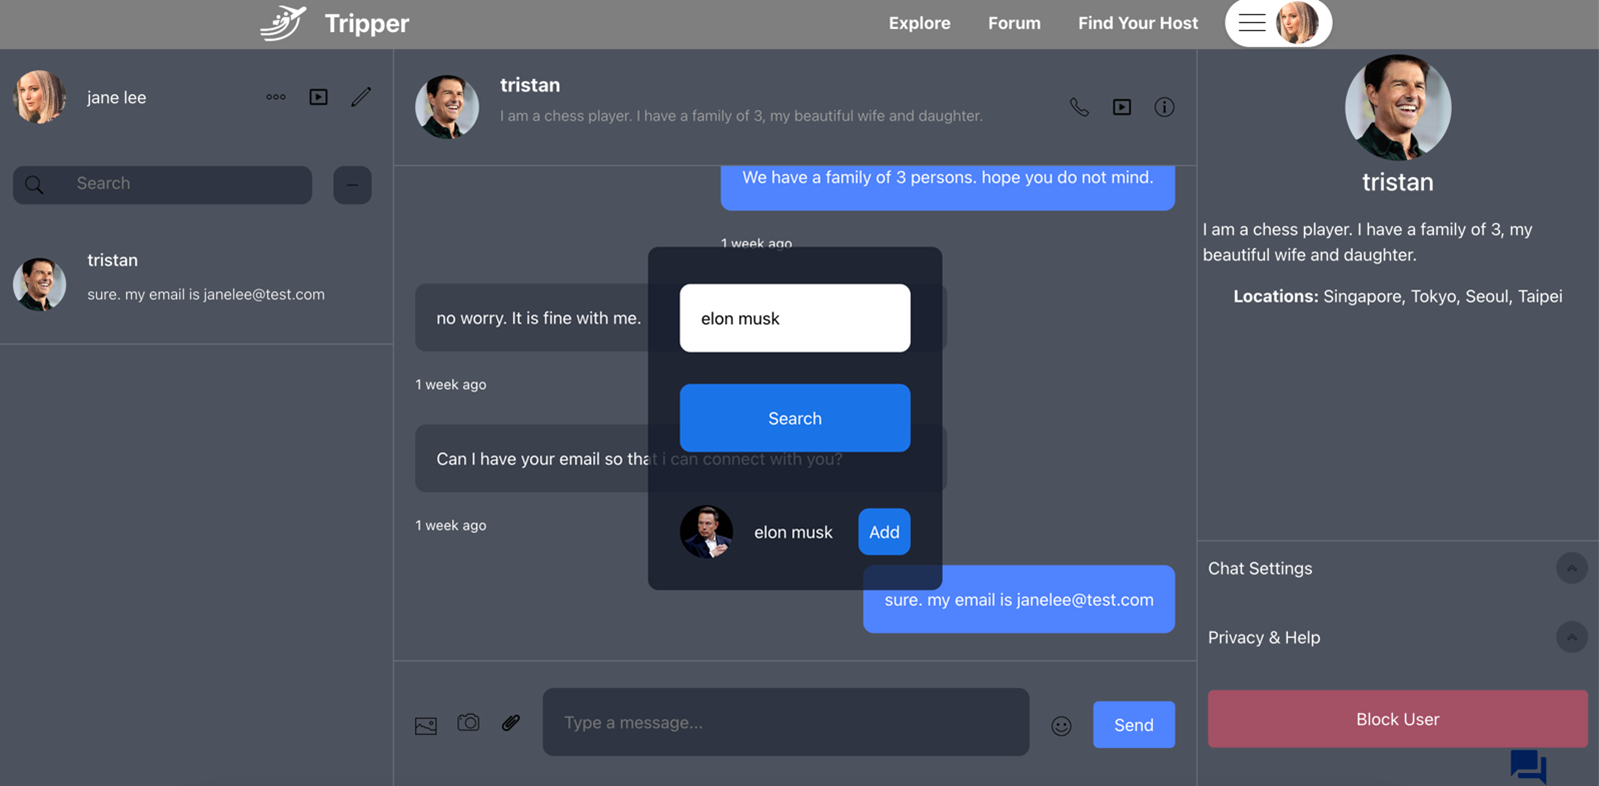 Tripper
Explore
Forum
Find Your Host
jane lee
Search
tristan
sure. my email is janelee@test.com
tristan
I am a chess player. I have a family of 3, my beautiful wife and daughter.
We have a family of 3 persons. hope you do not mind.
1 week ago
no worry. It is fine with me.
1 week ago
Can I have your email so that i can connect with you?
1 week ago
sure. my email is janelee@test.com
elon musk
Search
elon musk
Add
Type a message...
Send
tristan
I am a chess player. I have a family of 3, my
beautiful wife and daughter.
Locations: Singapore, Tokyo, Seoul, Taipei
Chat Settings
Privacy & Help
Block User